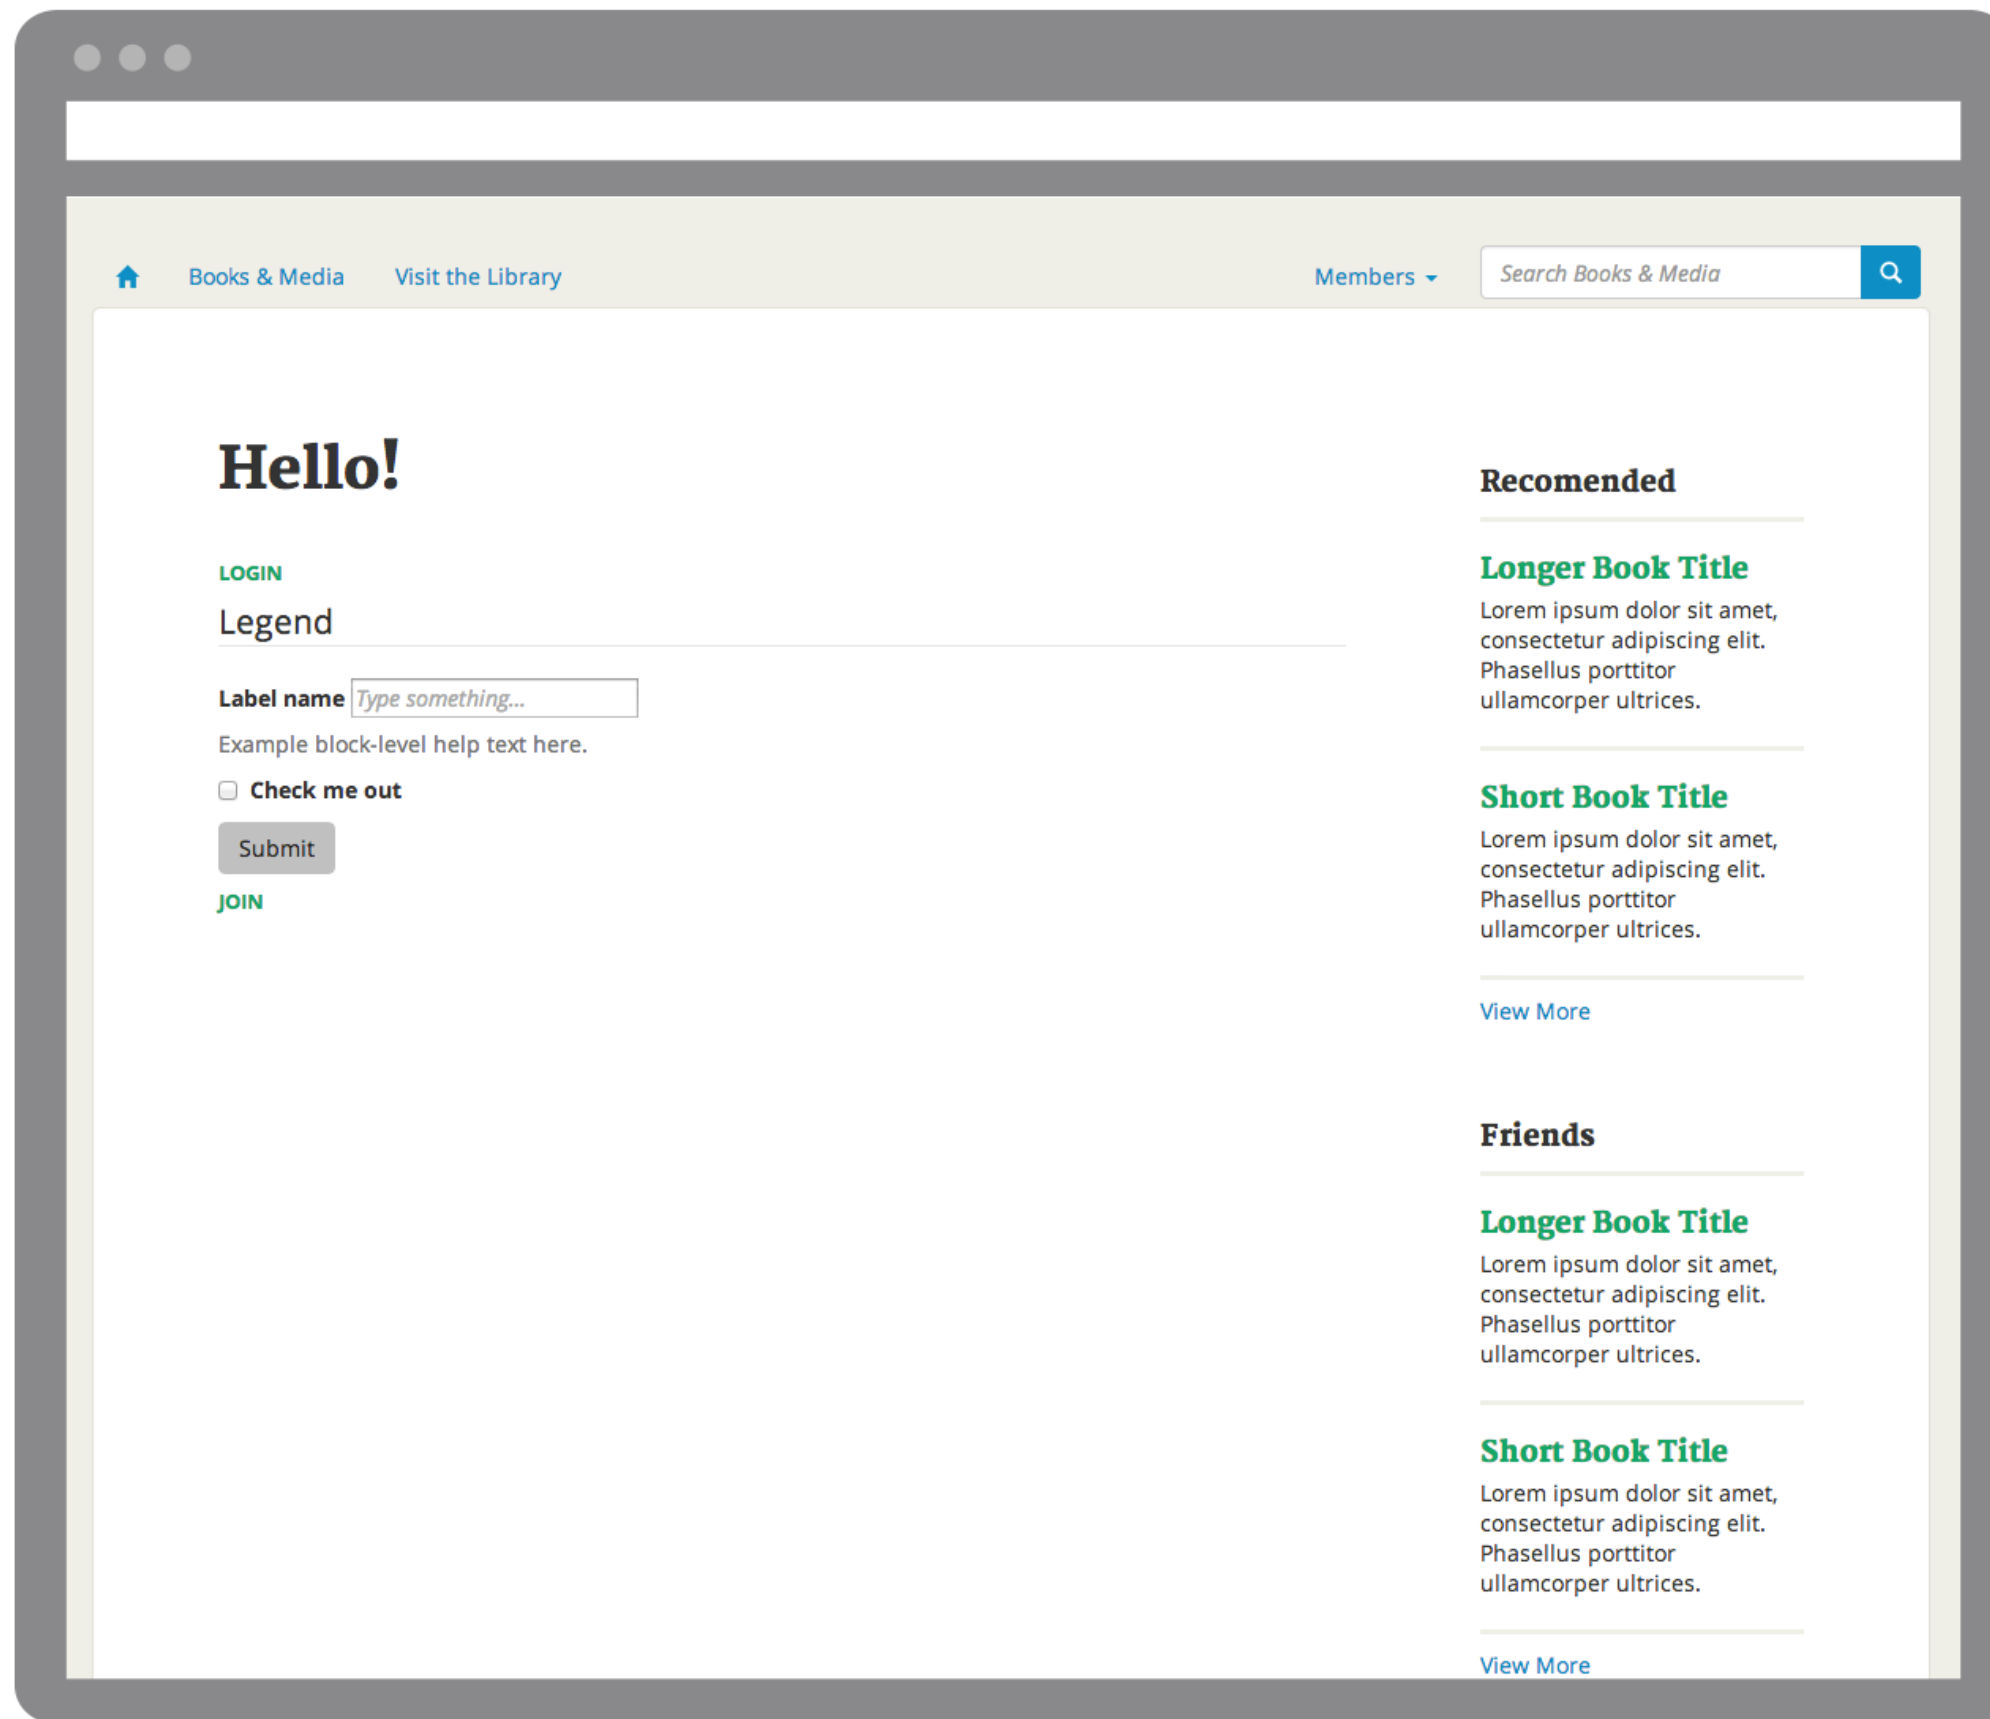 Books & Media Visit the Library Members Search Books & Media
Hello!
LOGIN
Legend
Label name Type something...
Example block-level help text here.
Check me out
Submit
JOIN
Recomended
Longer Book Title
Lorem ipsum dolor sit amet,
consectetur adipiscing elit.
Phasellus porttitor
ullamcorper ultrices.
Short Book Title
Lorem ipsum dolor sit amet,
consectetur adipiscing elit.
Phasellus porttitor
ullamcorper ultrices.
View More
Friends
Longer Book Title
Lorem ipsum dolor sit amet,
consectetur adipiscing elit.
Phasellus porttitor
ullamcorper ultrices.
Short Book Title
Lorem ipsum dolor sit amet,
consectetur adipiscing elit.
Phasellus porttitor
ullamcorper ultrices.
View More